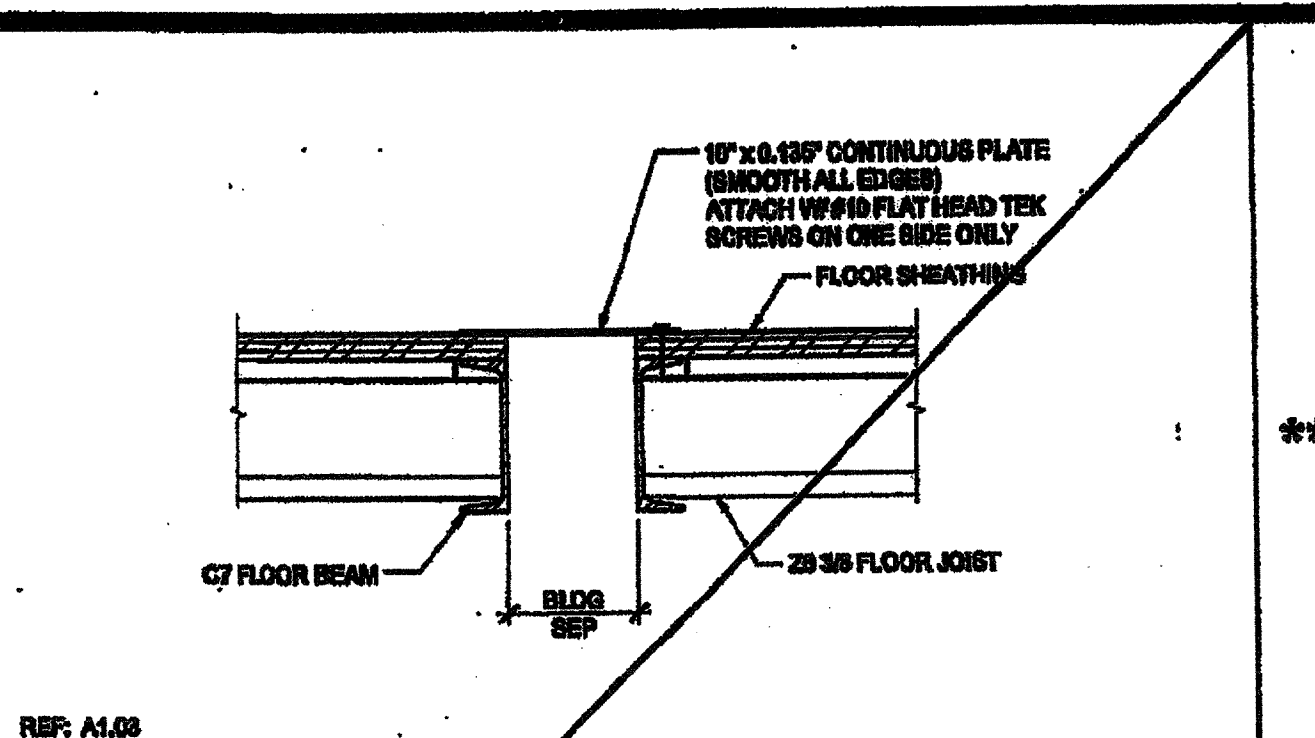 10" x 0.135" CONTINUOUS PLATE
(SMOOTH ALL EDGES)
ATTACH W/ #10 FLAT HEAD TEK
SCREWS ON ONE SIDE ONLY
FLOOR SHEATHING
C7 FLOOR BEAM
3/8 FLOOR JOIST
BLDG
SEP
REF: A1.03